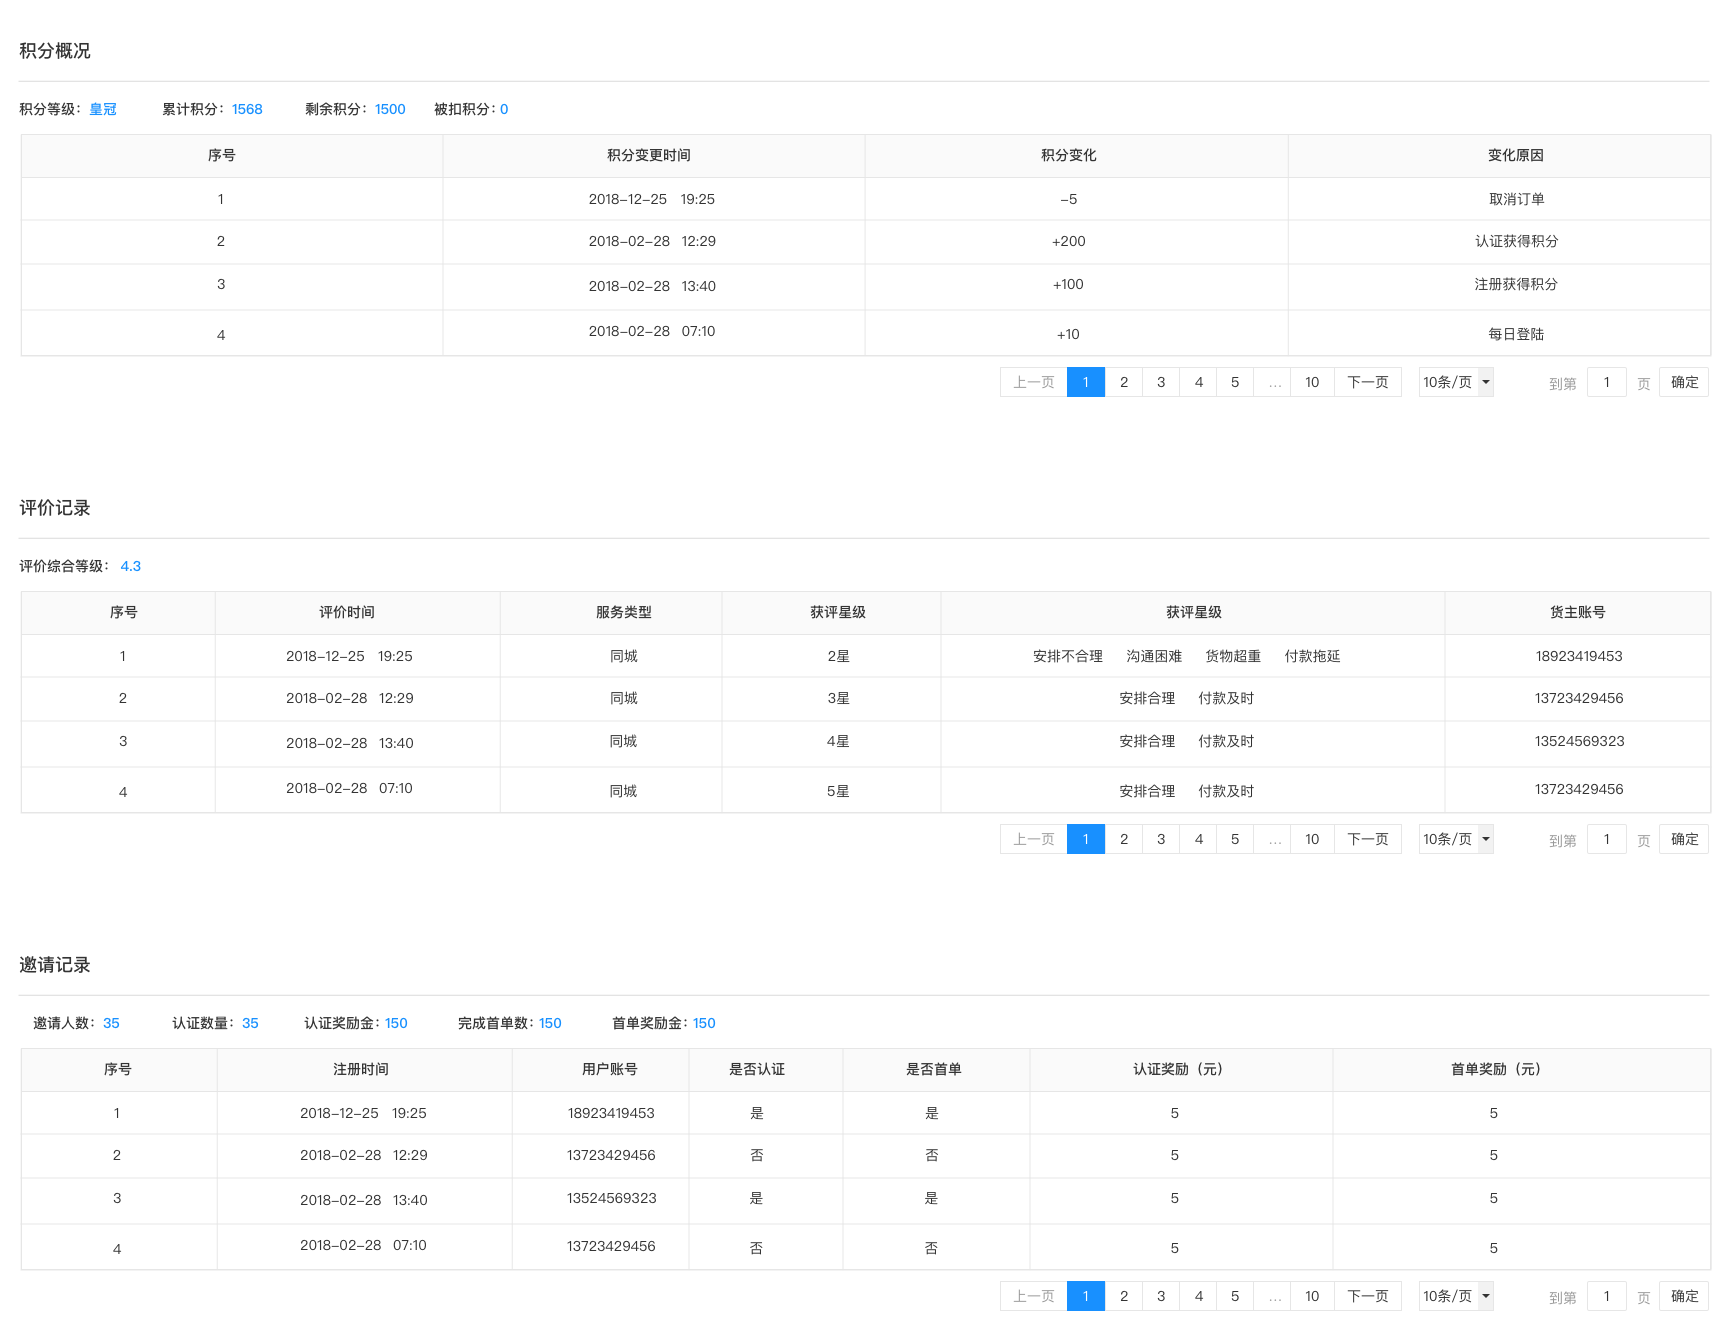 积分概况
积分等级： 皇冠 累计积分： 1568 剩余积分： 1500 被扣积分：0
序号 积分变更时间 积分变化 变化原因
1 2018-12-25 19:25 -5 取消订单
2 2018-02-28 12:29 +200 认证获得积分
3 2018-02-28 13:40 +100 注册获得积分
4 2018-02-28 07:10 +10 每日登陆
上一页 1 2 3 4 5 ... 10 下一页 10条/页 到第 1 页 确定
评价记录
评价综合等级： 4.3
序号 评价时间 服务类型 获评星级 获评星级 货主账号
1 2018-12-25 19:25 同城 2星 安排不合理 沟通困难 货物超重 付款拖延 18923419453
2 2018-02-28 12:29 同城 3星 安排合理 付款及时 13723429456
3 2018-02-28 13:40 同城 4星 安排合理 付款及时 13524569323
4 2018-02-28 07:10 同城 5星 安排合理 付款及时 13723429456
上一页 1 2 3 4 5 ... 10 下一页 10条/页 到第 1 页 确定
邀请记录
邀请人数： 35 认证数量： 35 认证奖励金：150 完成首单数：150 首单奖励金：150
序号 注册时间 用户账号 是否认证 是否首单 认证奖励（元） 首单奖励（元）
1 2018-12-25 19:25 18923419453 是 是 5 5
2 2018-02-28 12:29 13723429456 否 否 5 5
3 2018-02-28 13:40 13524569323 是 是 5 5
4 2018-02-28 07:10 13723429456 否 否 5 5
上一页 1 2 3 4 5 ... 10 下一页 10条/页 到第 1 页 确定